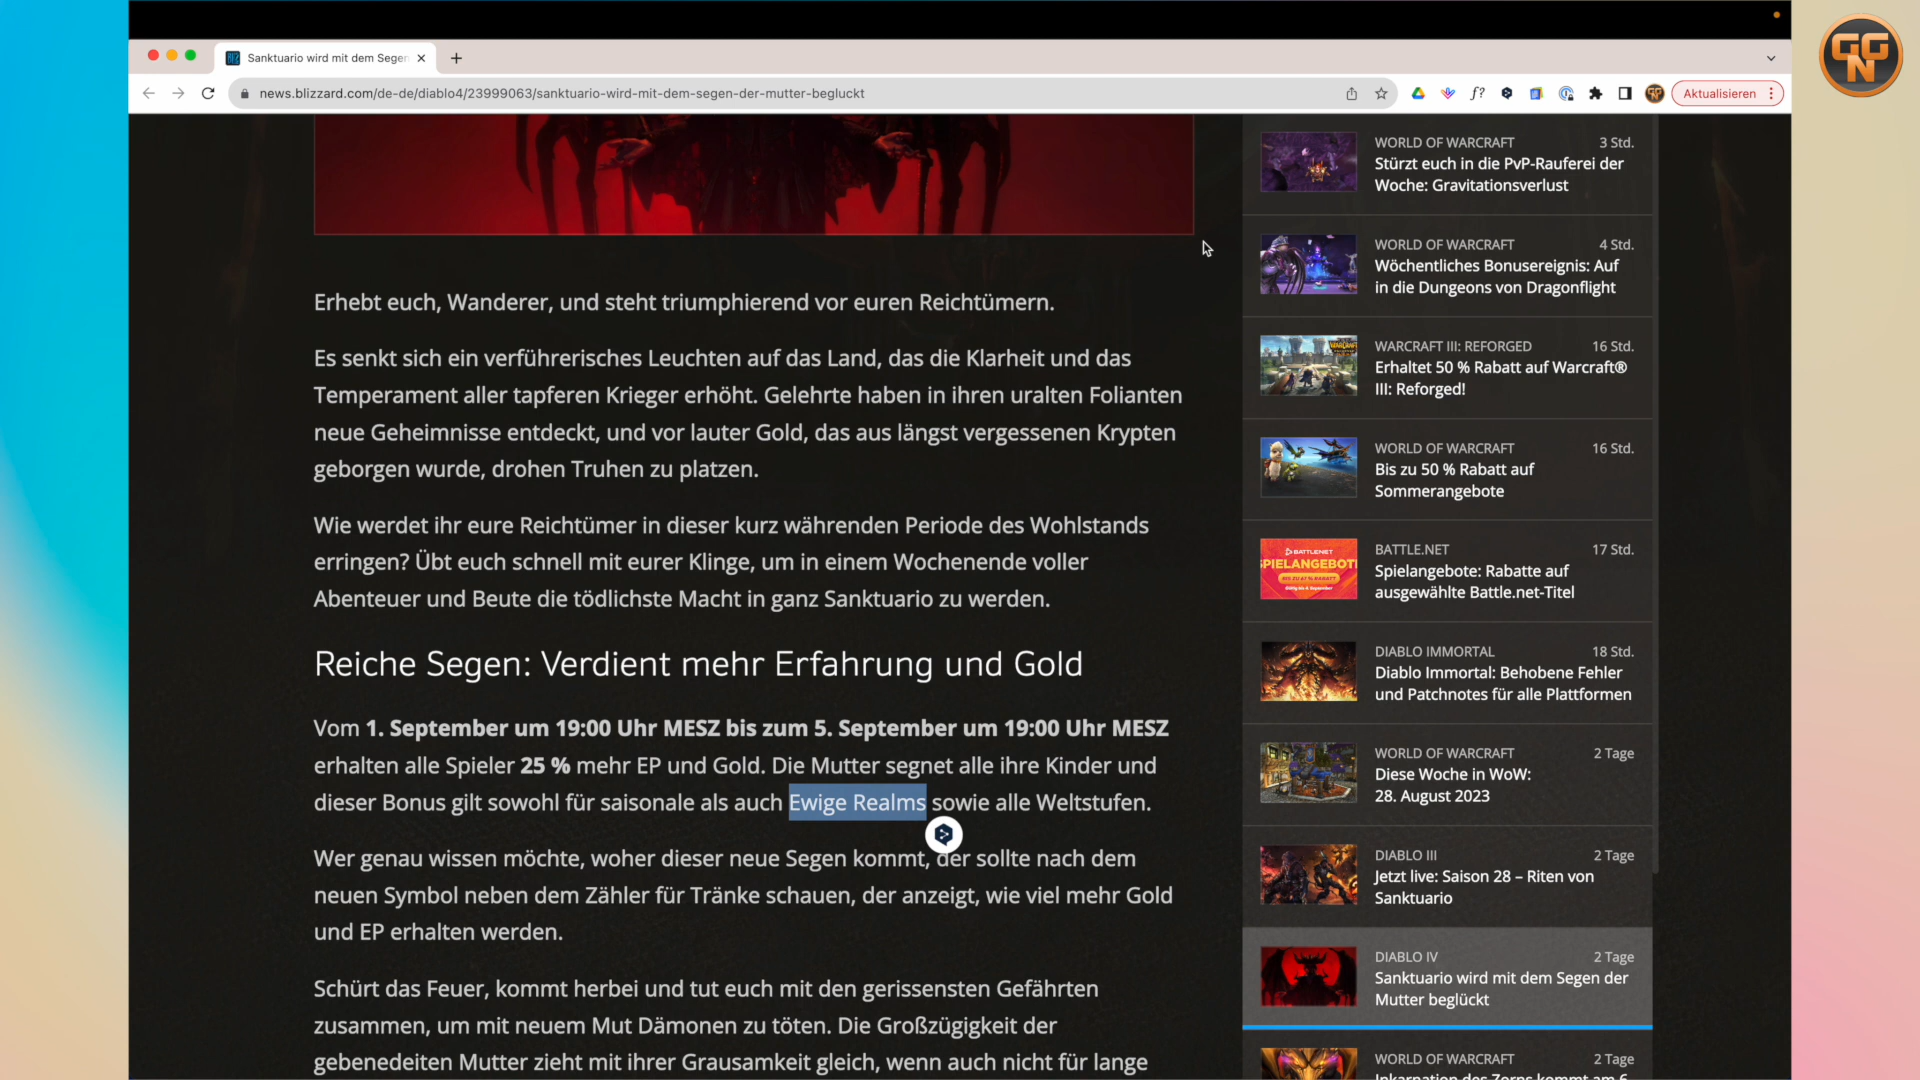 Sanktuario wird mit dem Segen
news.blizzard.com/de-de/diablo4/23999063/sanktuario-wird-mit-dem-segen-der-mutter-begluckt
f?
Aktualisieren
GGN
Erhebt euch, Wanderer, und steht triumphierend vor euren Reichtümern.
Es senkt sich ein verführerisches Leuchten auf das Land, das die Klarheit und das
Temperament aller tapferen Krieger erhöht. Gelehrte haben in ihren uralten Folianten
neue Geheimnisse entdeckt, und vor lauter Gold, das aus längst vergessenen Krypten
geborgen wurde, drohen Truhen zu platzen.
Wie werdet ihr eure Reichtümer in dieser kurz währenden Periode des Wohlstands
erringen? Übt euch schnell mit eurer Klinge, um in einem Wochenende voller
Abenteuer und Beute die tödlichste Macht in ganz Sanktuario zu werden.
Reiche Segen: Verdient mehr Erfahrung und Gold
Vom 1. September um 19:00 Uhr MESZ bis zum 5. September um 19:00 Uhr MESZ
erhalten alle Spieler 25 % mehr EP und Gold. Die Mutter segnet alle ihre Kinder und
dieser Bonus gilt sowohl für saisonale als auch Ewige Realms sowie alle Weltstufen.
Wer genau wissen möchte, woher dieser neue Segen kommt, der sollte nach dem
neuen Symbol neben dem Zähler für Tränke schauen, der anzeigt, wie viel mehr Gold
und EP erhalten werden.
Schürt das Feuer, kommt herbei und tut euch mit den gerissensten Gefährten
zusammen, um mit neuem Mut Dämonen zu töten. Die Großzügigkeit der
gebenedeiten Mutter zieht mit ihrer Grausamkeit gleich, wenn auch nicht für lange
WORLD OF WARCRAFT 3 Std.
Stürzt euch in die PvP-Rauferei der
Woche: Gravitationsverlust
WORLD OF WARCRAFT 4 Std.
Wöchentliches Bonusereignis: Auf
in die Dungeons von Dragonflight
WARCRAFT III: REFORGED 16 Std.
Erhaltet 50 % Rabatt auf Warcraft®
III: Reforged!
WORLD OF WARCRAFT 16 Std.
Bis zu 50 % Rabatt auf
Sommerangebote
BATTLE.NET 17 Std.
Spielangebote: Rabatte auf
ausgewählte Battle.net-Titel
DIABLO IMMORTAL 18 Std.
Diablo Immortal: Behobene Fehler
und Patchnotes für alle Plattformen
WORLD OF WARCRAFT 2 Tage
Diese Woche in WoW:
28. August 2023
DIABLO III 2 Tage
Jetzt live: Saison 28 – Riten von
Sanktuario
DIABLO IV 2 Tage
Sanktuario wird mit dem Segen der
Mutter beglückt
WORLD OF WARCRAFT 2 Tage